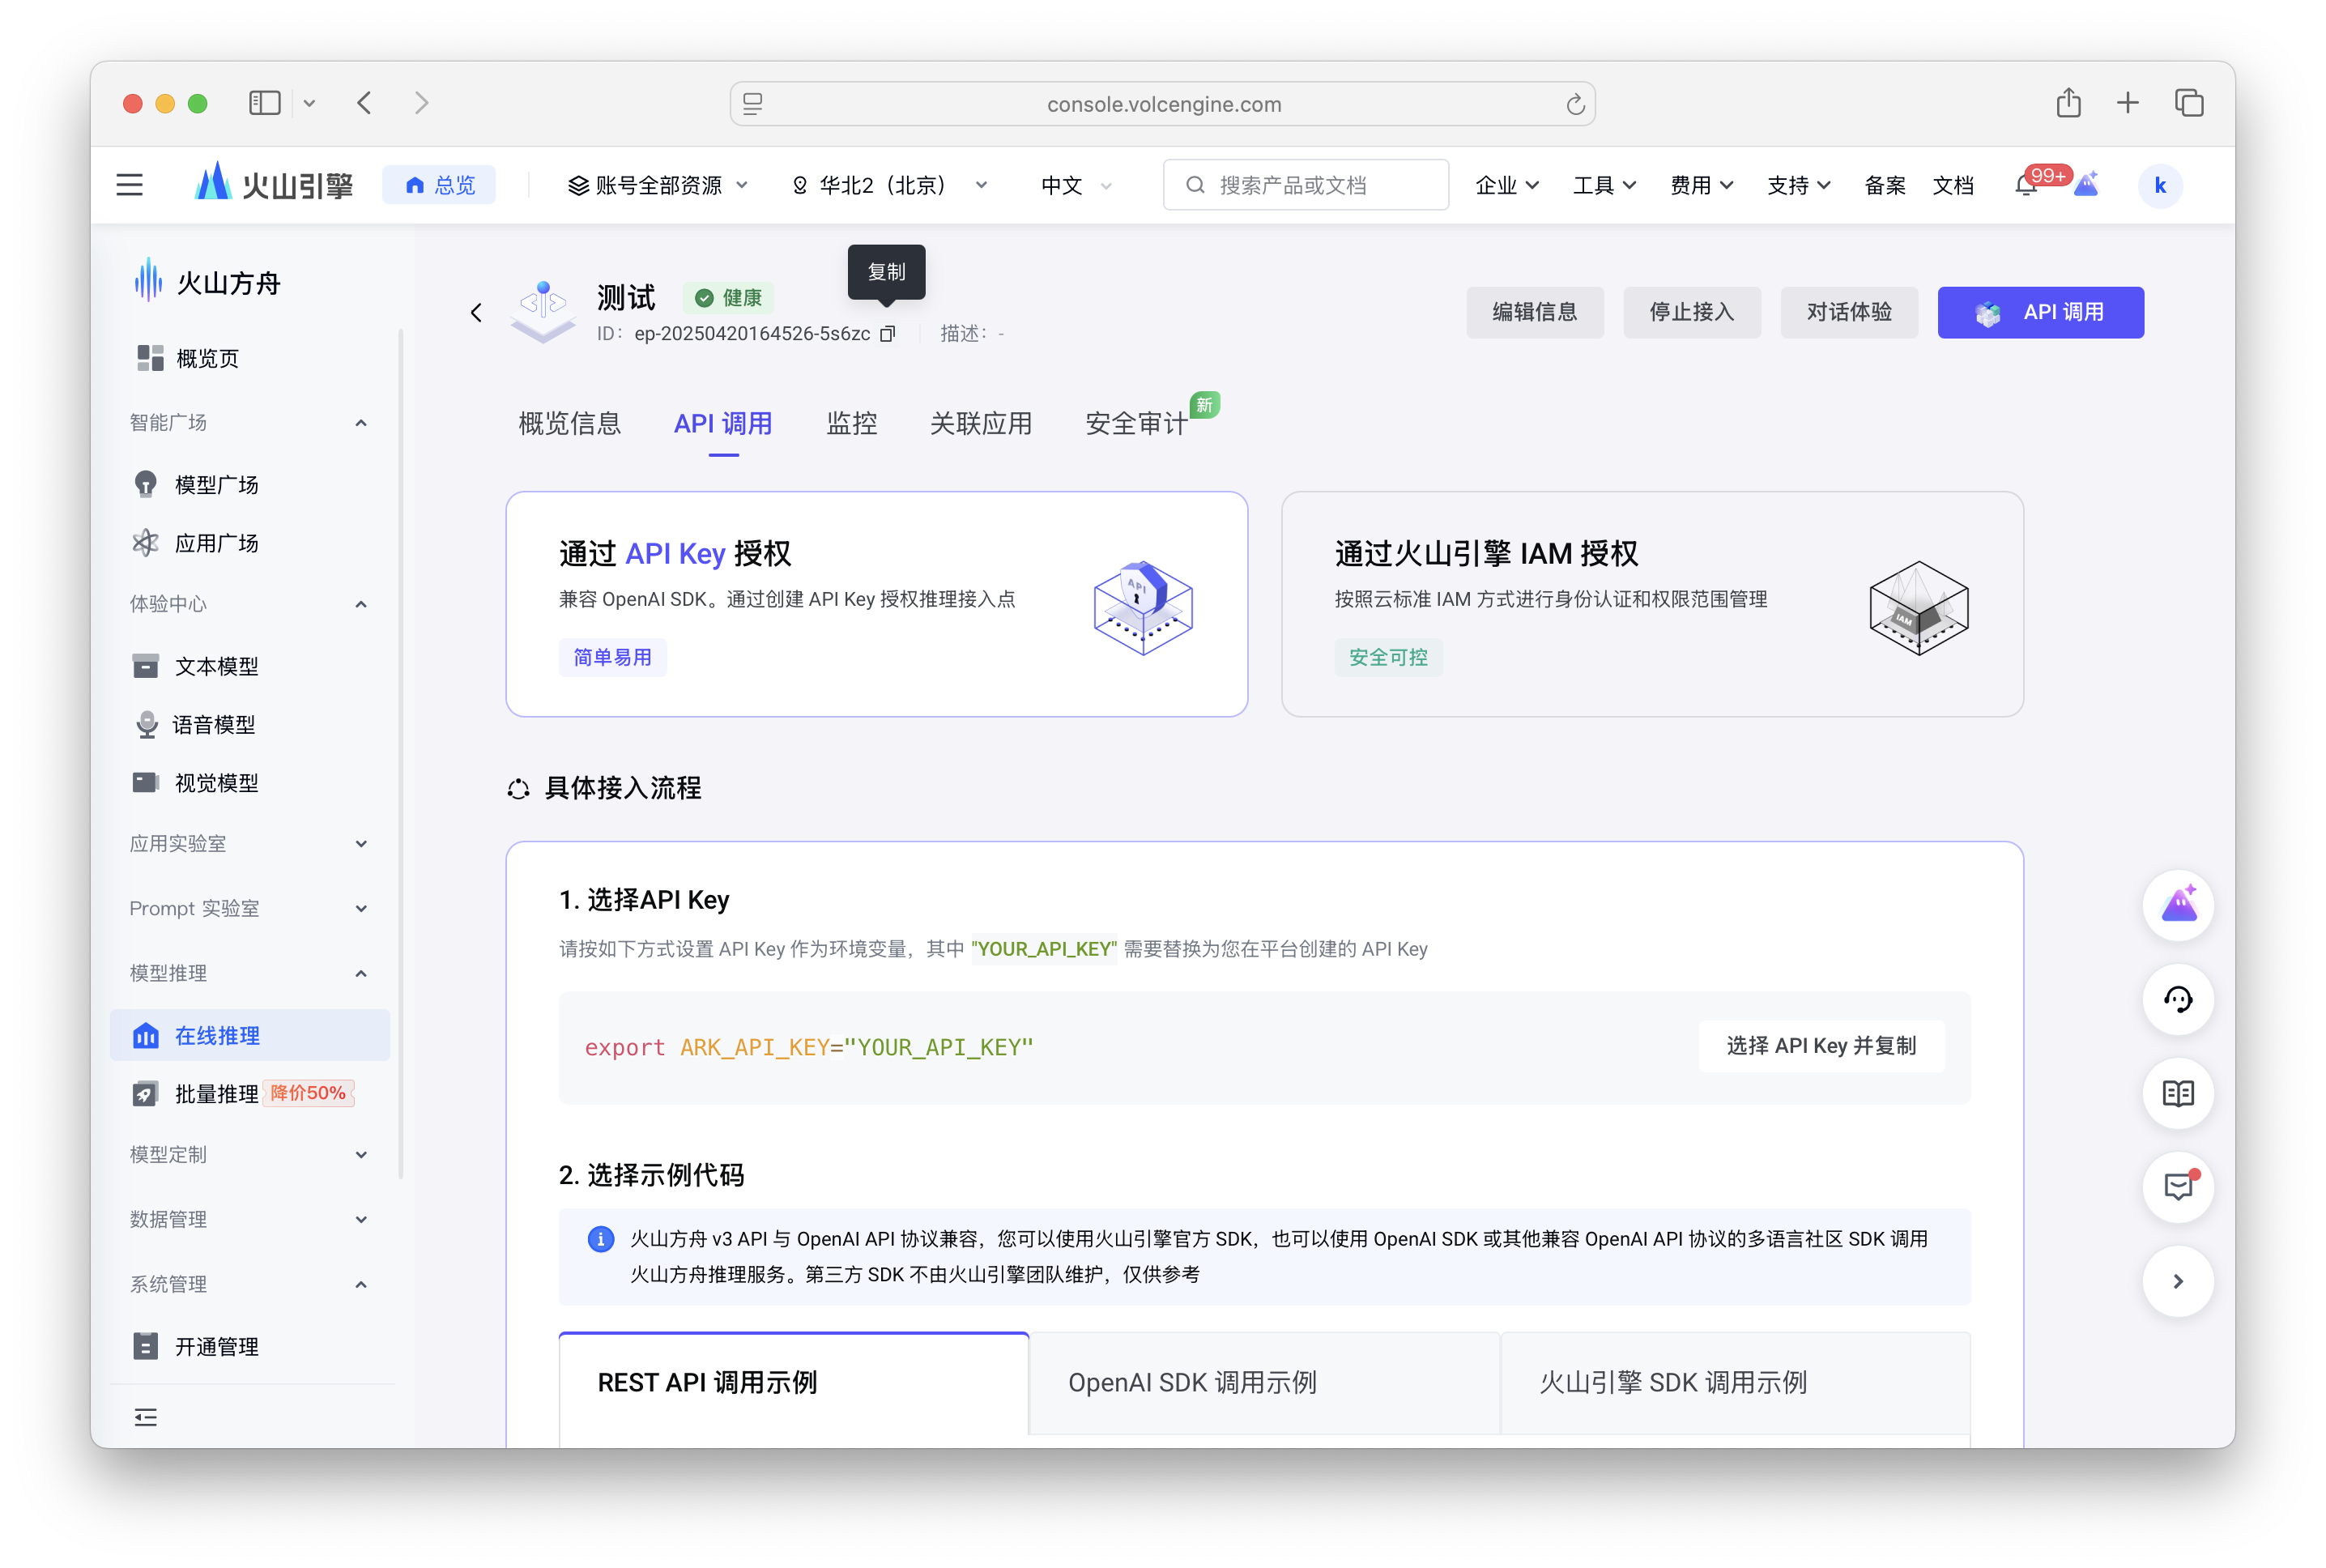 console.volcengine.com
火山引擎
总览
账号全部资源
华北2（北京）
中文
搜索产品或文档
企业
工具
费用
支持
备案
文档
99+
k
火山方舟
概览页
智能广场
模型广场
应用广场
体验中心
文本模型
语音模型
视觉模型
应用实验室
Prompt 实验室
模型推理
在线推理
批量推理 降价50%
模型定制
数据管理
系统管理
开通管理
复制
测试
健康
ID： ep-20250420164526-5s6zc
描述： -
编辑信息
停止接入
对话体验
API 调用
概览信息
API 调用
监控
关联应用
安全审计
新
通过 API Key 授权
兼容 OpenAI SDK。通过创建 API Key 授权推理接入点
简单易用
API
通过火山引擎 IAM 授权
按照云标准 IAM 方式进行身份认证和权限范围管理
安全可控
IAM
具体接入流程
1. 选择API Key
请按如下方式设置 API Key 作为环境变量，其中 "YOUR_API_KEY" 需要替换为您在平台创建的 API Key
export ARK_API_KEY="YOUR_API_KEY"
选择 API Key 并复制
2. 选择示例代码
火山方舟 v3 API 与 OpenAI API 协议兼容，您可以使用火山引擎官方 SDK，也可以使用 OpenAI SDK 或其他兼容 OpenAI API 协议的多语言社区 SDK 调用
火山方舟推理服务。第三方 SDK 不由火山引擎团队维护，仅供参考
REST API 调用示例
OpenAI SDK 调用示例
火山引擎 SDK 调用示例